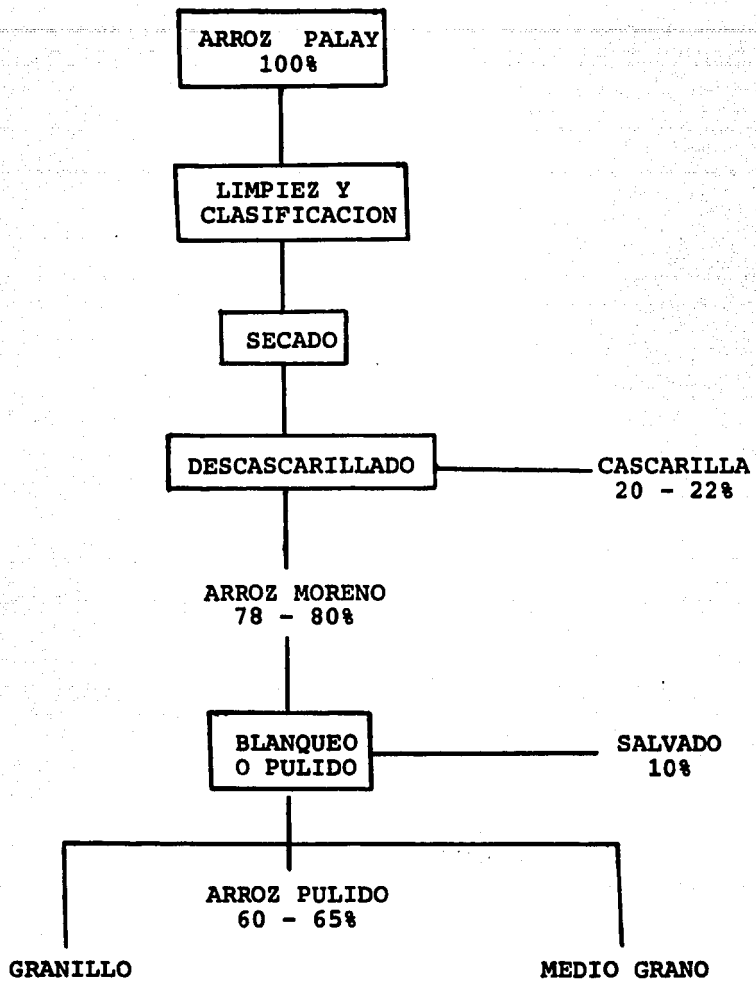 ARROZ PALAY
100%
LIMPIEZ Y
CLASIFICACION
SECADO
DESCASCARILLADO
CASCARILLA
20 - 22%
ARROZ MORENO
78 - 80%
BLANQUEO
O PULIDO
SALVADO
10%
ARROZ PULIDO
60 - 65%
GRANILLO
MEDIO GRANO